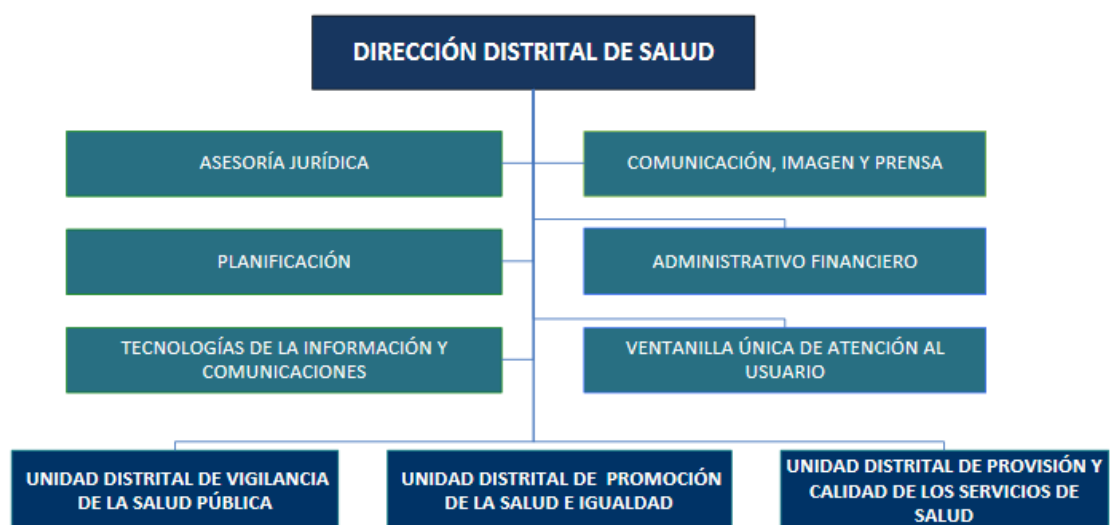 DIRECCIÓN DISTRITAL DE SALUD
ASESORÍA JURÍDICA
COMUNICACIÓN, IMAGEN Y PRENSA
PLANIFICACIÓN
ADMINISTRATIVO FINANCIERO
TECNOLOGÍAS DE LA INFORMACIÓN Y
COMUNICACIONES
VENTANILLA ÚNICA DE ATENCIÓN AL
USUARIO
UNIDAD DISTRITAL DE VIGILANCIA
DE LA SALUD PÚBLICA
UNIDAD DISTRITAL DE PROMOCIÓN
DE LA SALUD E IGUALDAD
UNIDAD DISTRITAL DE PROVISIÓN Y
CALIDAD DE LOS SERVICIOS DE
SALUD